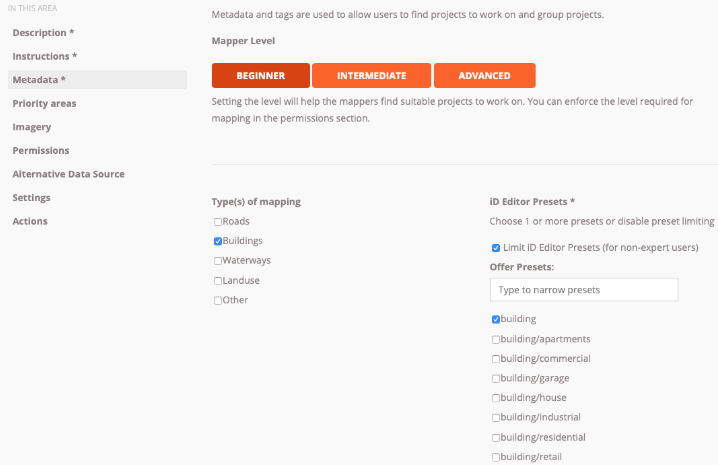 IN THIS AREA
Description *
Instructions *
Metadata *
Priority areas
Imagery
Permissions
Alternative Data Source
Settings
Actions
Metadata and tags are used to allow users to find projects to work on and group projects.
Mapper Level
BEGINNER INTERMEDIATE ADVANCED
Setting the level will help the mappers find suitable projects to work on. You can enforce the level required for
mapping in the permissions section.
Type(s) of mapping
Roads
Buildings
Waterways
Landuse
Other
iD Editor Presets *
Choose 1 or more presets or disable preset limiting
Limit iD Editor Presets (for non-expert users)
Offer Presets:
Type to narrow presets
building
building/apartments
building/commercial
building/garage
building/house
building/industrial
building/residential
building/retail